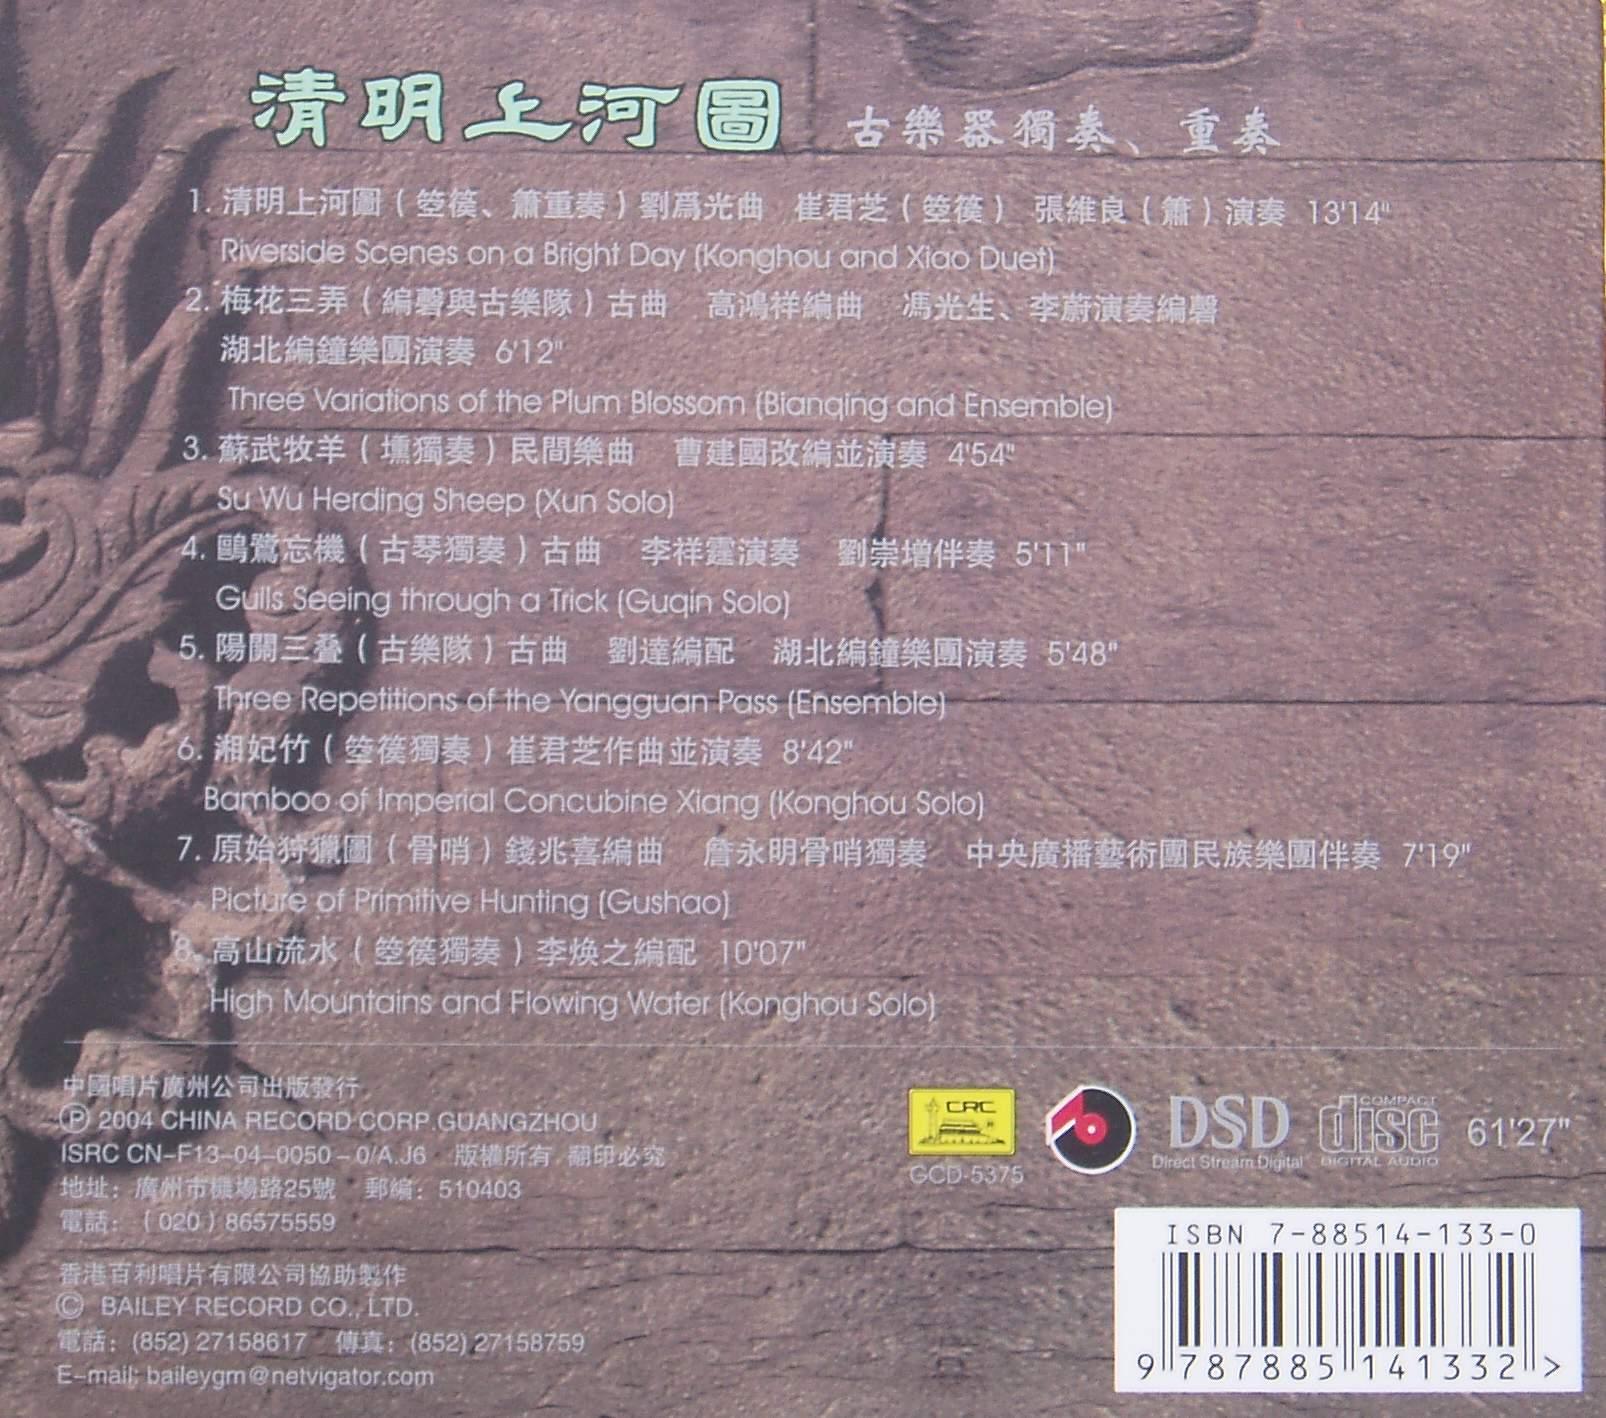 清明上河圖 古樂器獨奏、重奏
1. 清明上河圖（箜篌、簫重奏）劉爲光曲 崔君芝（箜篌） 張維良（簫）演奏 13'14"
Riverside Scenes on a Bright Day (Konghou and Xiao Duet)
2. 梅花三弄（編磬與古樂隊）古曲 高鴻祥編曲 馮光生、李蔚演奏編磬
湖北編鐘樂團演奏 6'12"
Three Variations of the Plum Blossom (Bianqing and Ensemble)
3. 蘇武牧羊（壎獨奏）民間樂曲 曹建國改編並演奏 4'54"
Su Wu Herding Sheep (Xun Solo)
4. 鷗鷺忘機（古琴獨奏）古曲 李祥霆演奏 劉崇增伴奏 5'11"
Gulls Seeing through a Trick (Guqin Solo)
5. 陽關三叠（古樂隊）古曲 劉達編配 湖北編鐘樂團演奏 5'48"
Three Repetitions of the Yangguan Pass (Ensemble)
6. 湘妃竹（箜篌獨奏）崔君芝作曲並演奏 8'42"
Bamboo of Imperial Concubine Xiang (Konghou Solo)
7. 原始狩獵圖（骨哨）錢兆喜編曲 詹永明骨哨獨奏 中央廣播藝術團民族樂團伴奏 7'19"
Picture of Primitive Hunting (Gushao)
8. 高山流水（箜篌獨奏）李焕之編配 10'07"
High Mountains and Flowing Water (Konghou Solo)
中國唱片廣州公司出版發行
Ⓟ 2004 CHINA RECORD CORP.GUANGZHOU
ISRC CN-F13-04-0050-0/A.J6 版權所有 翻印必究
地址：廣州市機場路25號 郵編：510403
電話：（020）86575559
香港百利唱片有限公司協助製作
© BAILEY RECORD CO., LTD.
電話：(852) 27158617 傳真：(852) 27158759
E-mail: baileygm@netvigator.com
CRC
GCD-5375
DSD
Direct Stream Digital
COMPACT
disc
DIGITAL AUDIO
61'27"
ISBN 7-88514-133-0
9 787885 141332 >